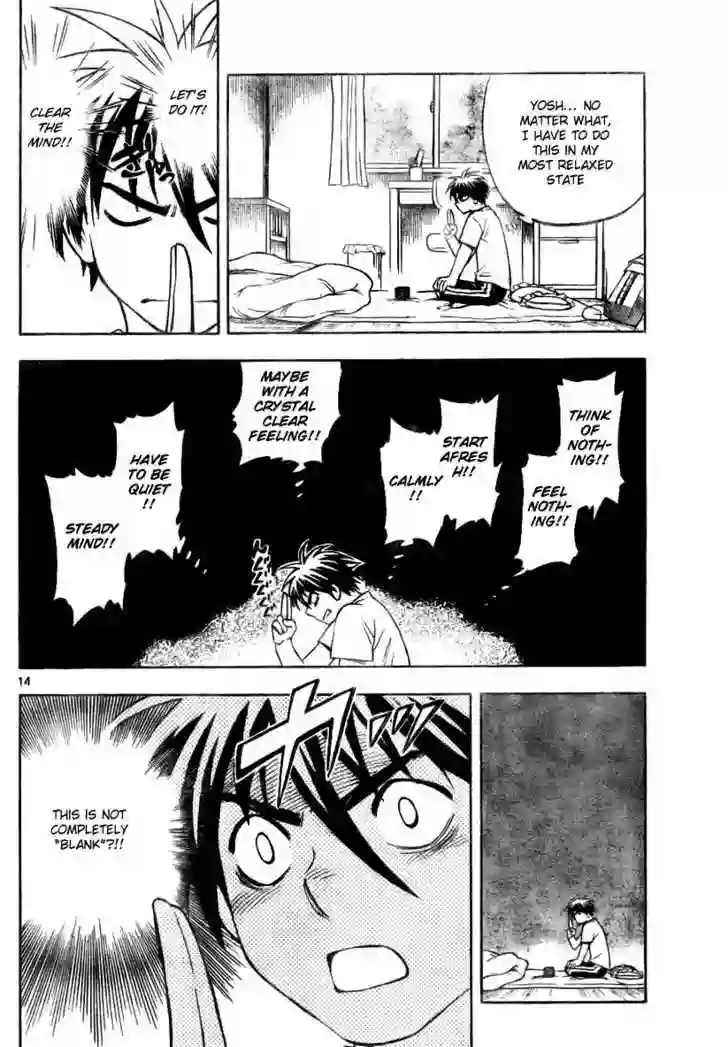 YOSH... NO
MATTER WHAT,
I HAVE TO DO
THIS IN MY
MOST RELAXED
STATE
LET'S
DO IT!
CLEAR
THE
MIND!!
THINK
OF
NOTH-
ING!!
FEEL
NOTH-
ING!!
START
AFRES
H!!
CALMLY
!!
MAYBE
WITH A
CRYSTAL
CLEAR
FEELING!!
HAVE
TO BE
QUIET
!!
STEADY
MIND!!
14
THIS IS NOT
COMPLETELY
"BLANK"?!!